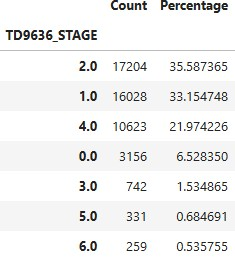 Count Percentage
TD9636_STAGE
2.0 17204 35.587365
1.0 16028 33.154748
4.0 10623 21.974226
0.0 3156 6.528350
3.0 742 1.534865
5.0 331 0.684691
6.0 259 0.535755